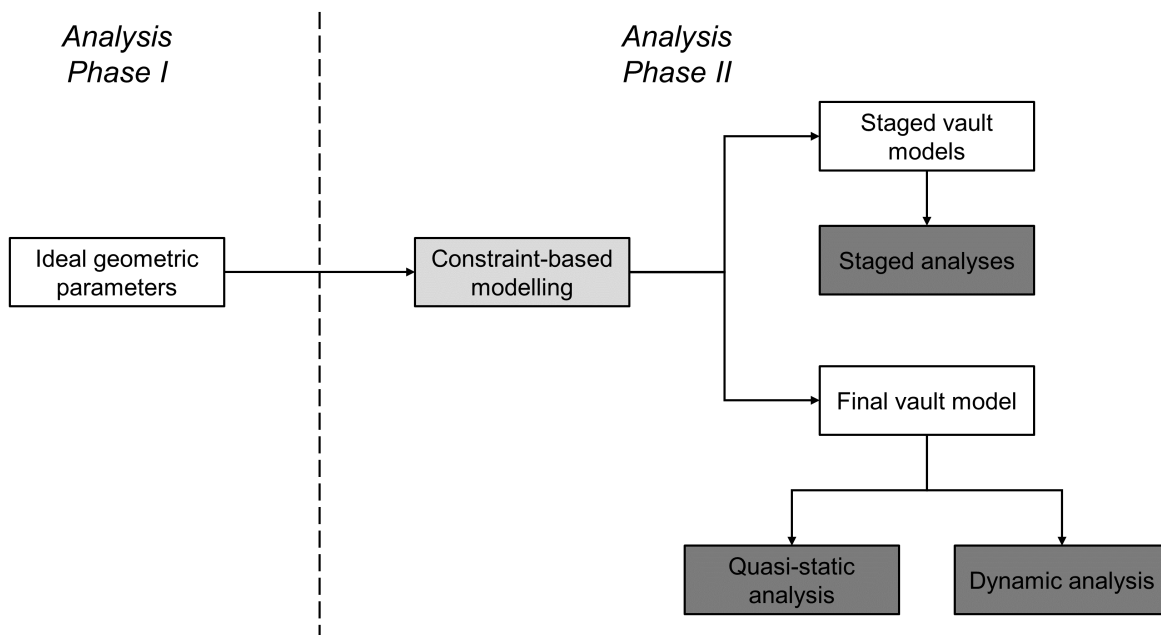 Analysis
Phase I
Analysis
Phase II
Staged vault
models
Ideal geometric
parameters
Constraint-based
modelling
Staged analyses
Final vault model
Quasi-static
analysis
Dynamic analysis